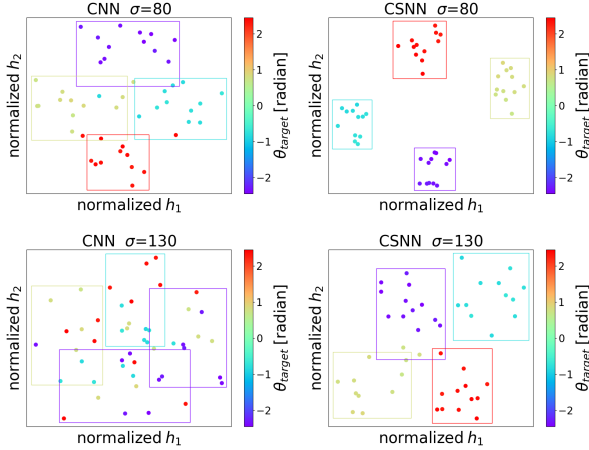 CNN σ=80
normalized h₂
normalized h₁
2
1
0
−1
−2
θtarget [radian]
CSNN σ=80
normalized h₂
normalized h₁
2
1
0
−1
−2
θtarget [radian]
CNN σ=130
normalized h₂
normalized h₁
2
1
0
−1
−2
θtarget [radian]
CSNN σ=130
normalized h₂
normalized h₁
2
1
0
−1
−2
θtarget [radian]